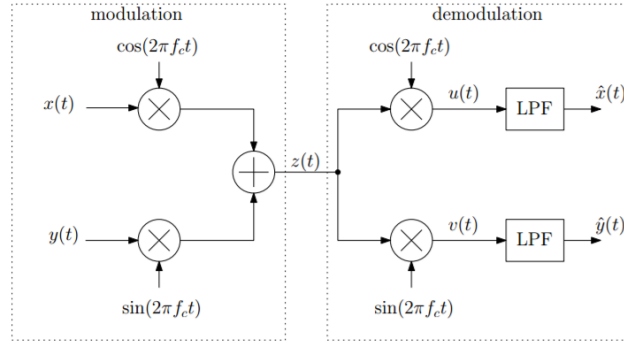 modulation
demodulation
cos(2πf_ct)
cos(2πf_ct)
x(t)
u(t)
LPF
x̂(t)
z(t)
y(t)
v(t)
LPF
ŷ(t)
sin(2πf_ct)
sin(2πf_ct)